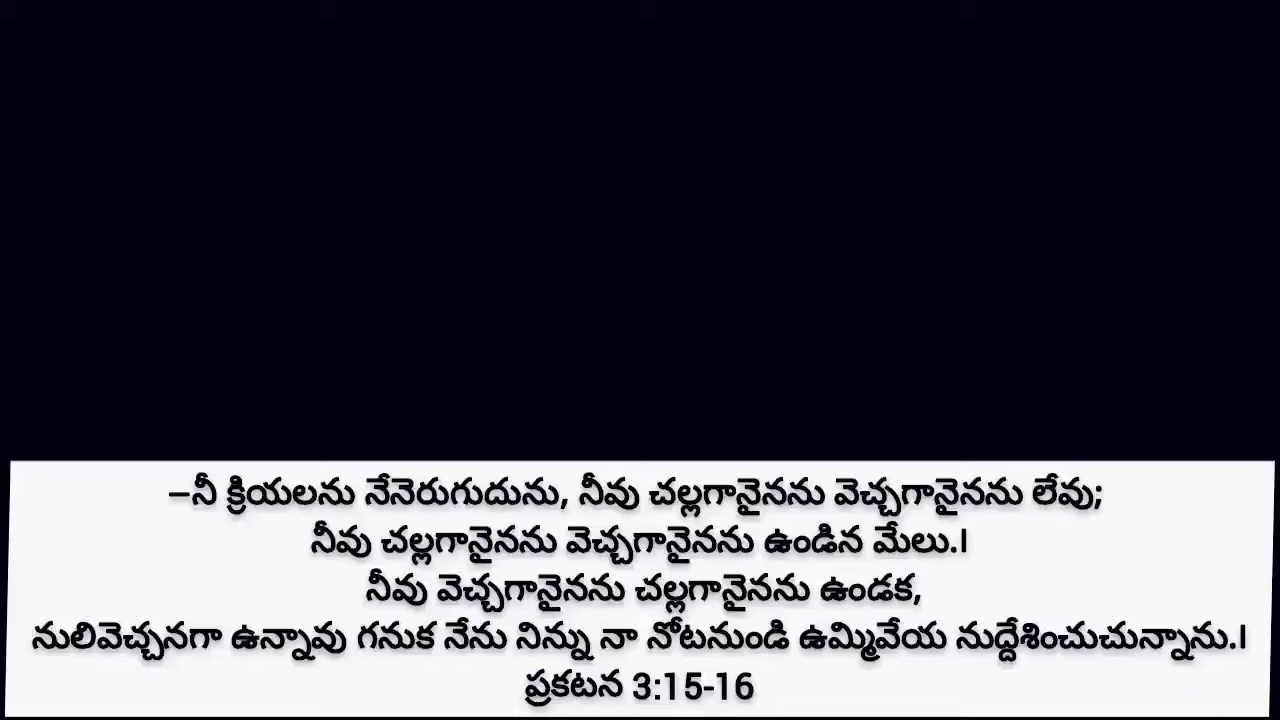 –నీ క్రియలను నేనెరుగుదును, నీవు చల్లగానైనను వెచ్చగానైనను లేవు;
నీవు చల్లగానైనను వెచ్చగానైనను ఉండిన మేలు.।
నీవు వెచ్చగానైనను చల్లగానైనను ఉండక,
నులివెచ్చనగా ఉన్నావు గనుక నేను నిన్ను నా నోటనుండి ఉమ్మివేయ నుద్దేశించుచున్నాను.।
ప్రకటన 3:15-16